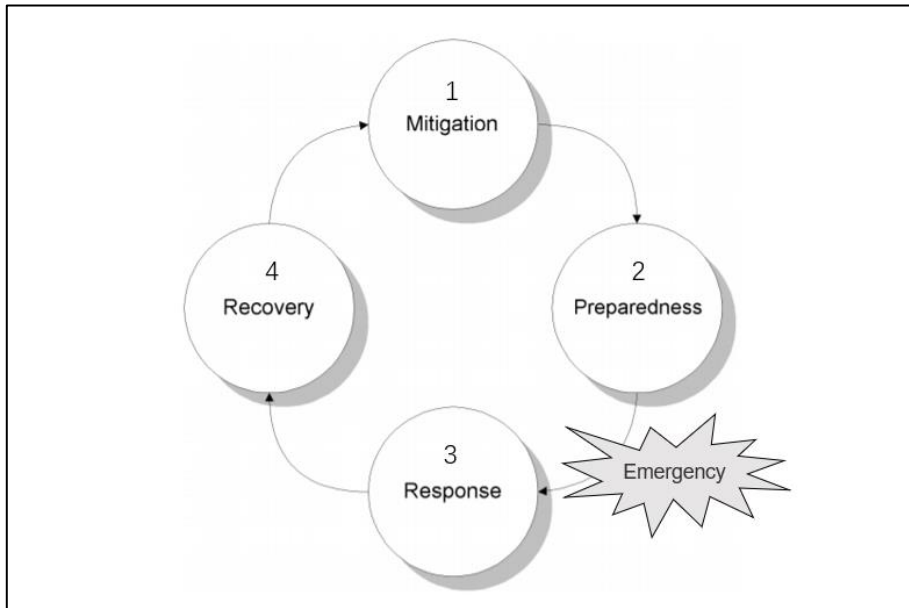 1
Mitigation
2
Preparedness
Emergency
3
Response
4
Recovery